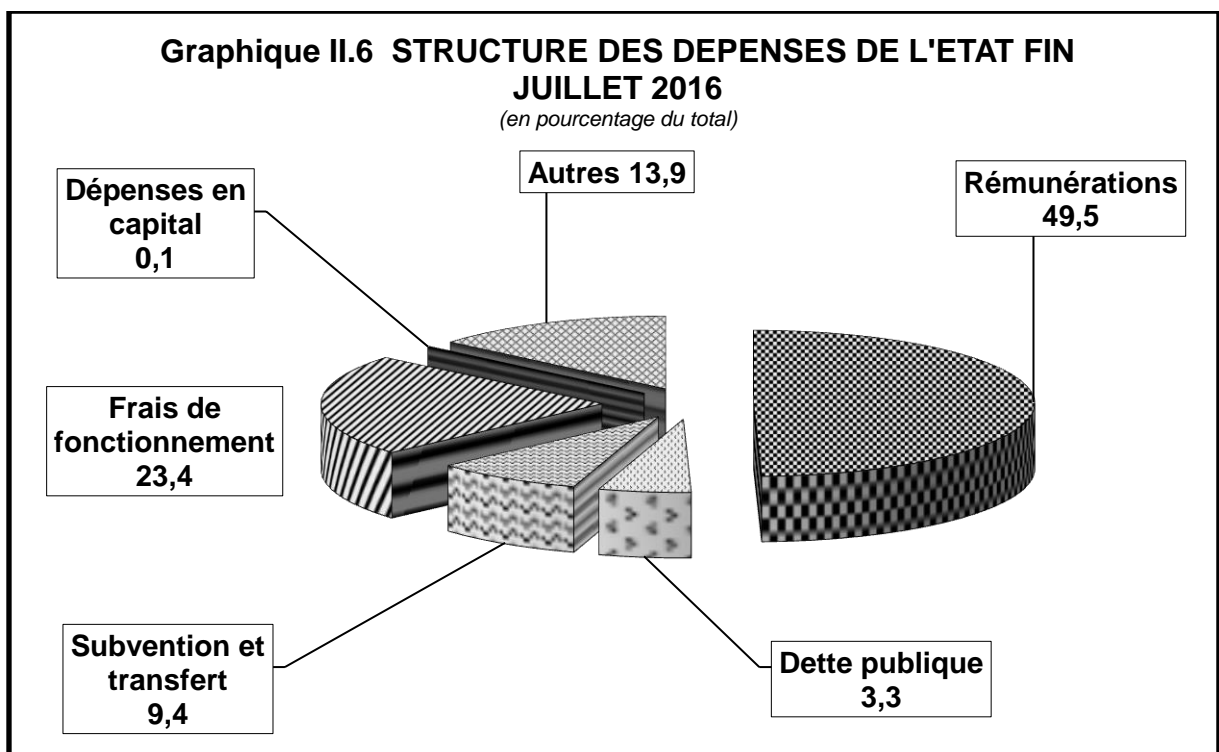 Graphique II.6 STRUCTURE DES DEPENSES DE L'ETAT FIN
JUILLET 2016
(en pourcentage du total)
Dépenses en
capital
0,1
Autres 13,9
Rémunérations
49,5
Frais de
fonctionnement
23,4
Subvention et
transfert
9,4
Dette publique
3,3